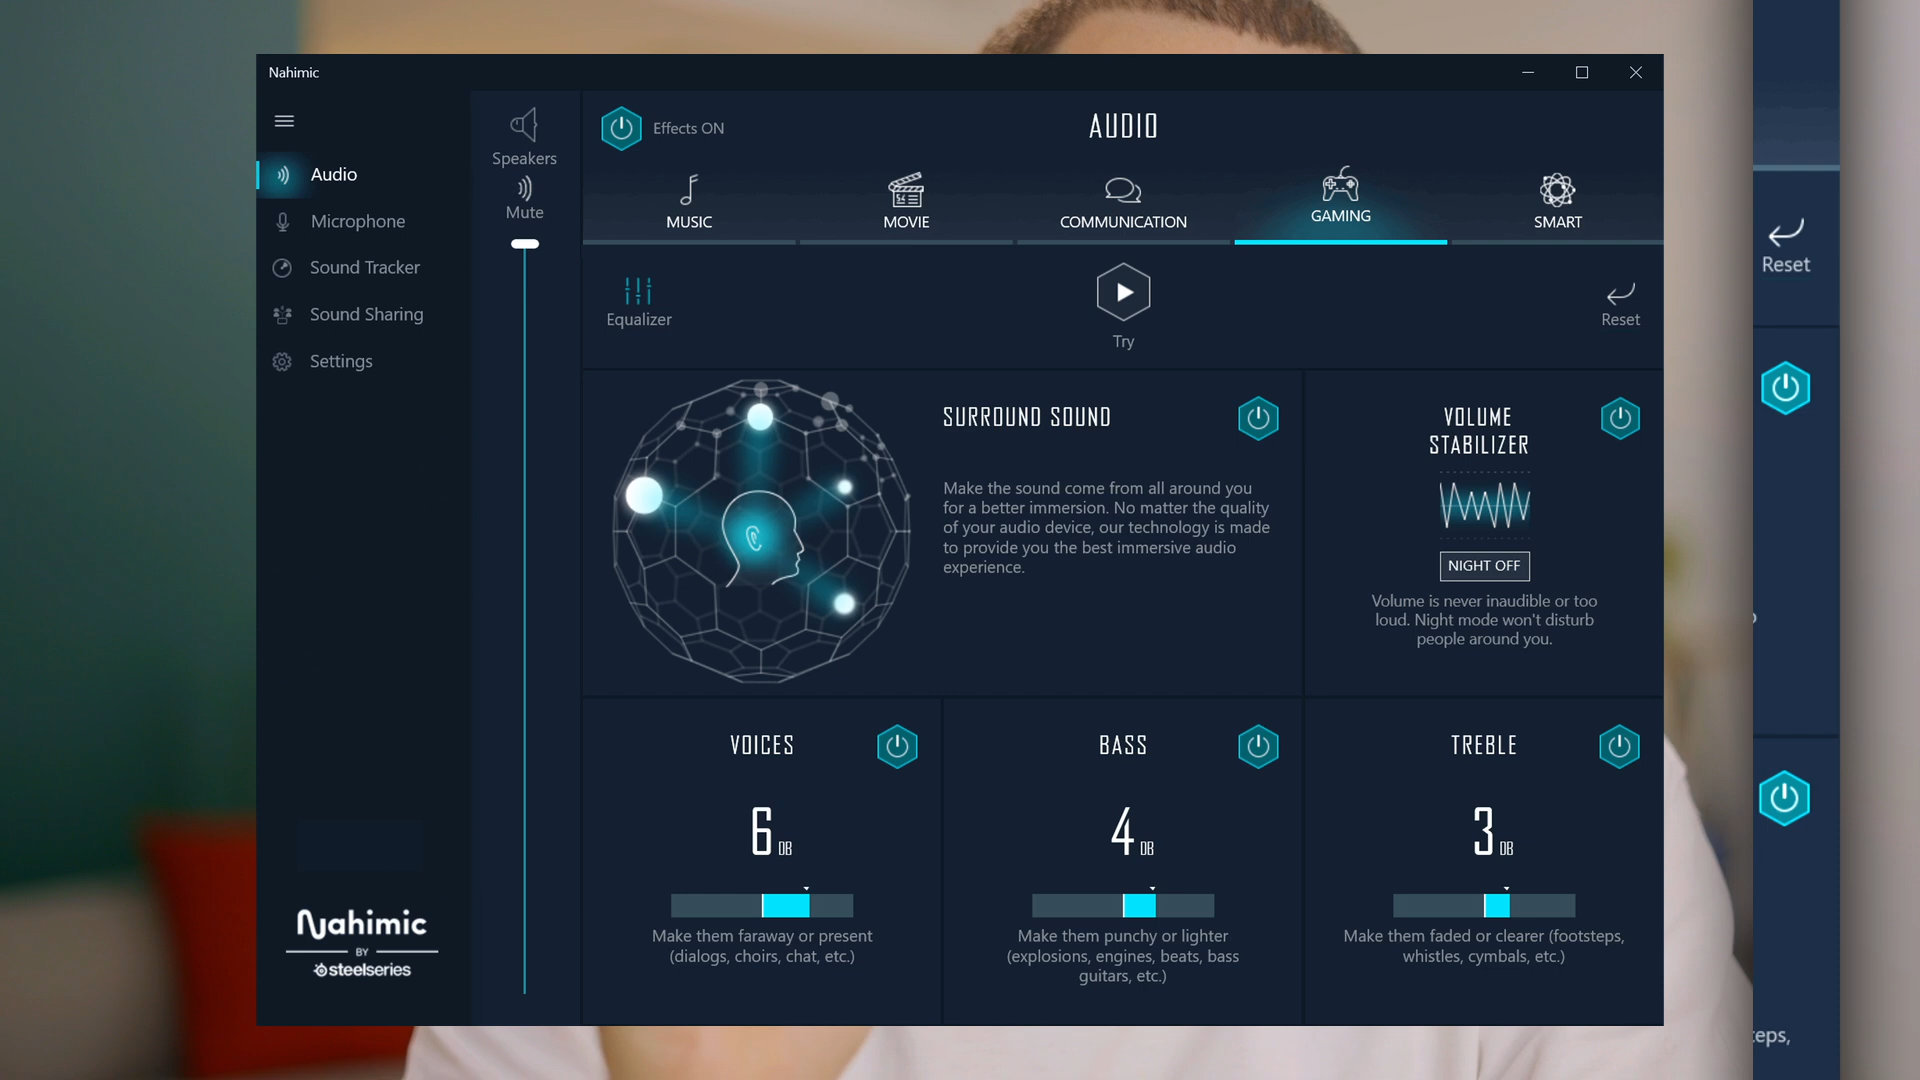 Nahimic
Audio
Microphone
Sound Tracker
Sound Sharing
Settings
Nahimic
BY
steelseries
Speakers
Mute
Effects ON
AUDIO
MUSIC
MOVIE
COMMUNICATION
GAMING
SMART
Equalizer
Try
Reset
SURROUND SOUND
Make the sound come from all around you
for a better immersion. No matter the quality
of your audio device, our technology is made
to provide you the best immersive audio
experience.
VOLUME
STABILIZER
NIGHT OFF
Volume is never inaudible or too
loud. Night mode won't disturb
people around you.
VOICES
6 DB
Make them faraway or present
(dialogs, choirs, chat, etc.)
BASS
4 DB
Make them punchy or lighter
(explosions, engines, beats, bass
guitars, etc.)
TREBLE
3 DB
Make them faded or clearer (footsteps,
whistles, cymbals, etc.)
Reset
eps,